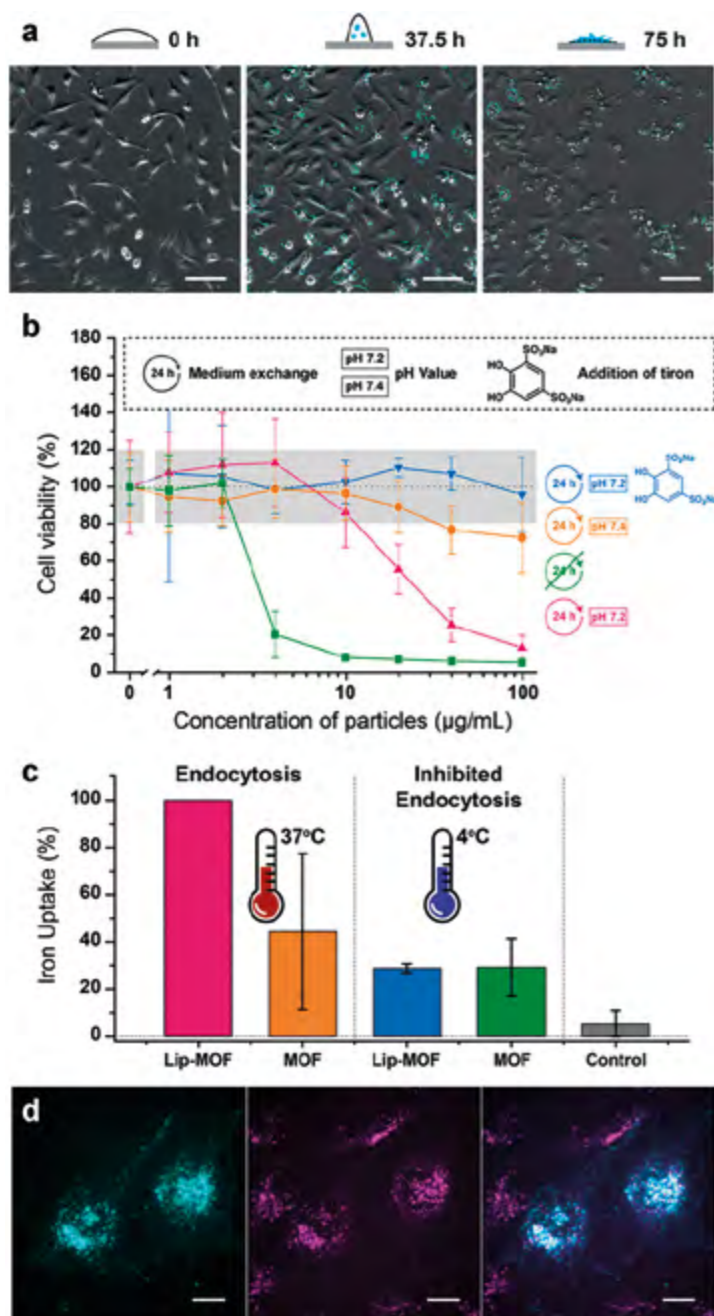 a
0 h
37.5 h
75 h
b
180
160
140
120
100
80
60
40
20
0
Cell viability (%)
24 h
Medium exchange
pH 7.2
pH 7.4
pH Value
HO
HO
SO₃Na
SO₃Na
Addition of tiron
24 h pH 7.2 HO HO SO₃Na SO₃Na
24 h pH 7.4
24 h
24 h pH 7.2
0 1 10 100
Concentration of particles (µg/mL)
c
Endocytosis
Inhibited
Endocytosis
37°C
4°C
100
80
60
40
20
0
Iron Uptake (%)
Lip-MOF MOF Lip-MOF MOF Control
d